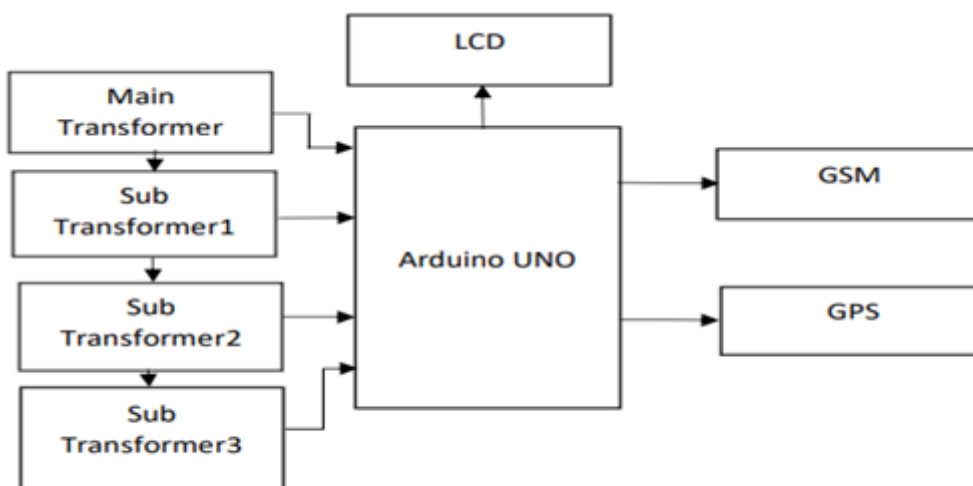 LCD
Main
Transformer
Sub
Transformer1
Sub
Transformer2
Sub
Transformer3
Arduino UNO
GSM
GPS